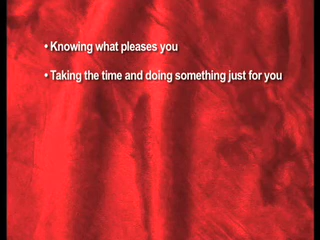 • Knowing what pleases you
• Taking the time and doing something just for you